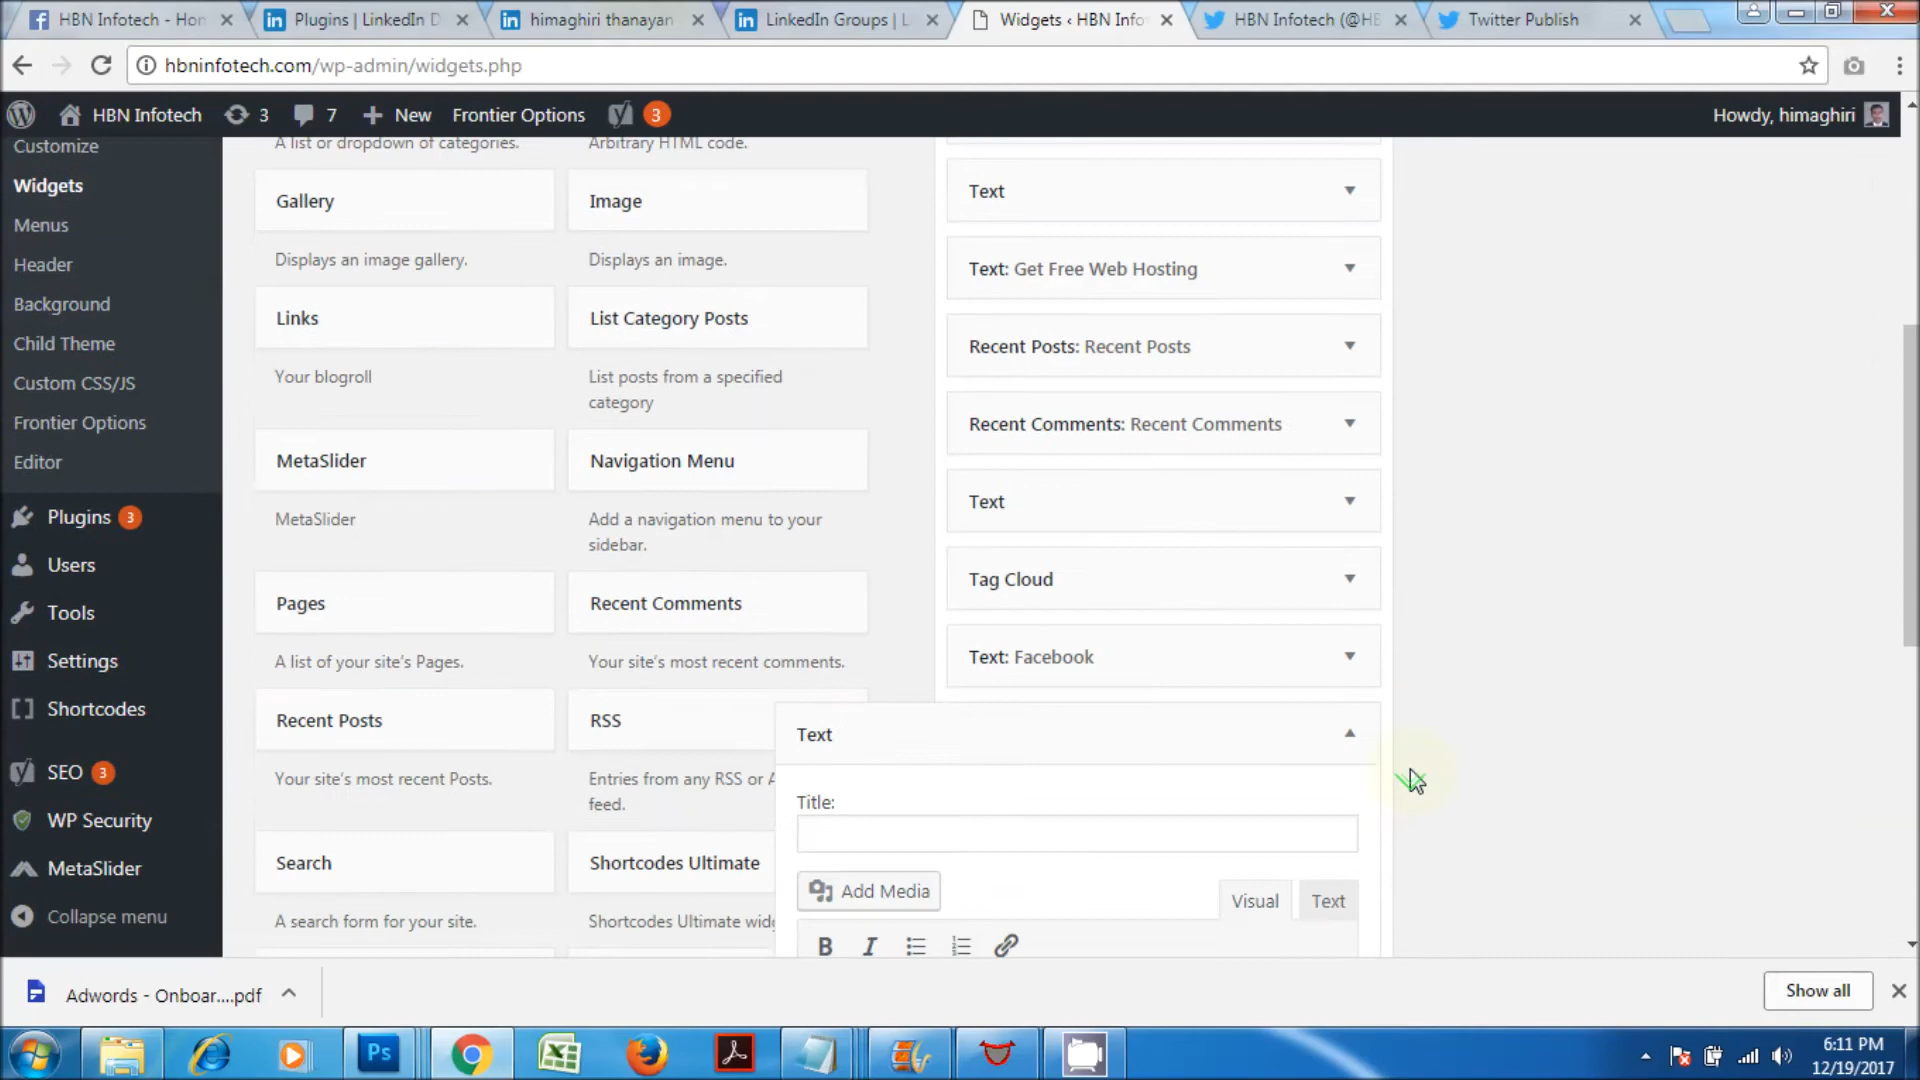 HBN Infotech - Hon
Plugins | LinkedIn D
himaghiri thanayan
LinkedIn Groups | L
Widgets ‹ HBN Info
HBN Infotech (@HB
Twitter Publish
hbninfotech.com/wp-admin/widgets.php
HBN Infotech
3
7
New
Frontier Options
3
Howdy, himaghiri
Customize
Widgets
Menus
Header
Background
Child Theme
Custom CSS/JS
Frontier Options
Editor
Plugins 3
Users
Tools
Settings
Shortcodes
SEO 3
WP Security
MetaSlider
Collapse menu
A list or dropdown of categories.
Arbitrary HTML code.
Gallery
Image
Displays an image gallery.
Displays an image.
Links
List Category Posts
Your blogroll
List posts from a specified
category
MetaSlider
Navigation Menu
MetaSlider
Add a navigation menu to your
sidebar.
Pages
Recent Comments
A list of your site's Pages.
Your site's most recent comments.
Recent Posts
RSS
Your site's most recent Posts.
Entries from any RSS or A
feed.
Search
Shortcodes Ultimate
A search form for your site.
Shortcodes Ultimate widg
Text
Text: Get Free Web Hosting
Recent Posts: Recent Posts
Recent Comments: Recent Comments
Text
Tag Cloud
Text: Facebook
Text
Title:
Add Media
Visual
Text
B I
Adwords - Onboar....pdf
Show all
Ps
6:11 PM
12/19/2017